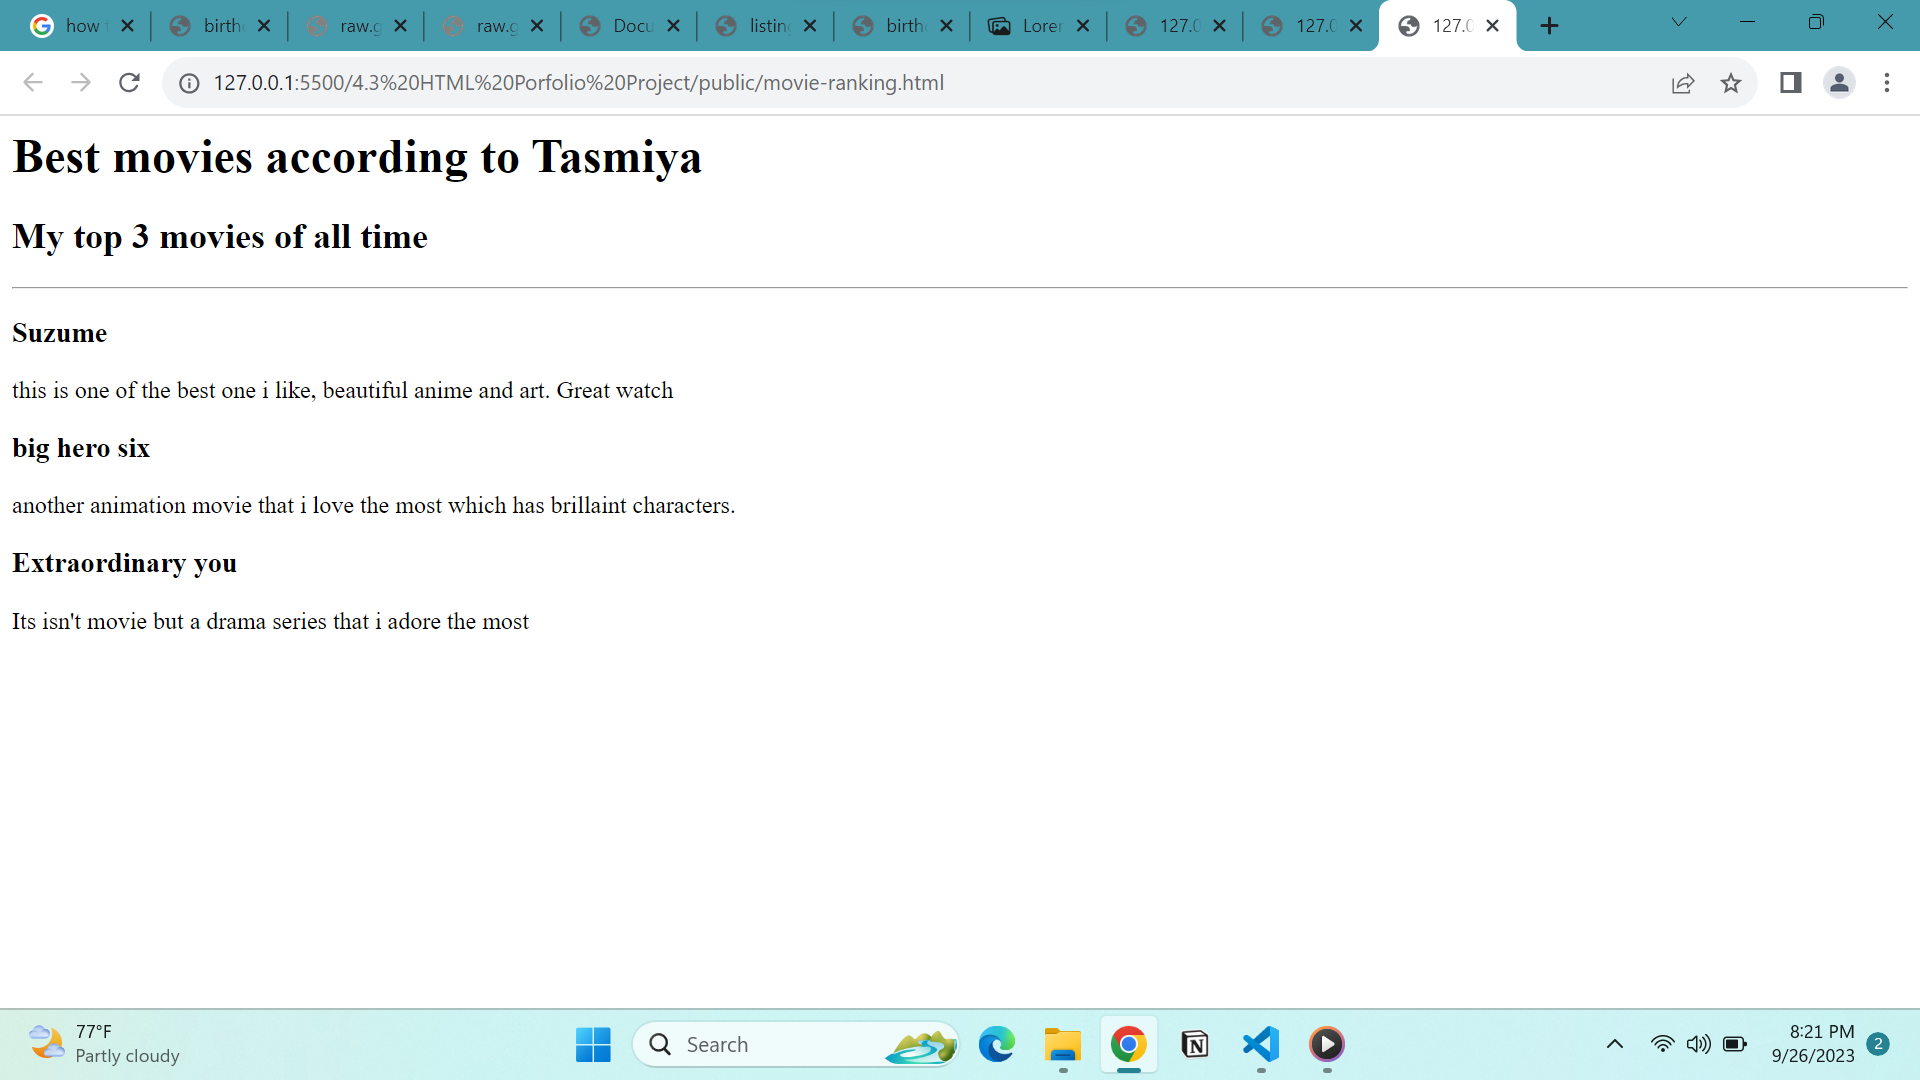 how
birth
raw.g
raw.g
Docu
listing
birth
Lorer
127.0
127.0
127.0
127.0.0.1:5500/4.3%20HTML%20Porfolio%20Project/public/movie-ranking.html
Best movies according to Tasmiya
My top 3 movies of all time
Suzume
this is one of the best one i like, beautiful anime and art. Great watch
big hero six
another animation movie that i love the most which has brillaint characters.
Extraordinary you
Its isn't movie but a drama series that i adore the most
77°F
Partly cloudy
Search
8:21 PM
9/26/2023
2